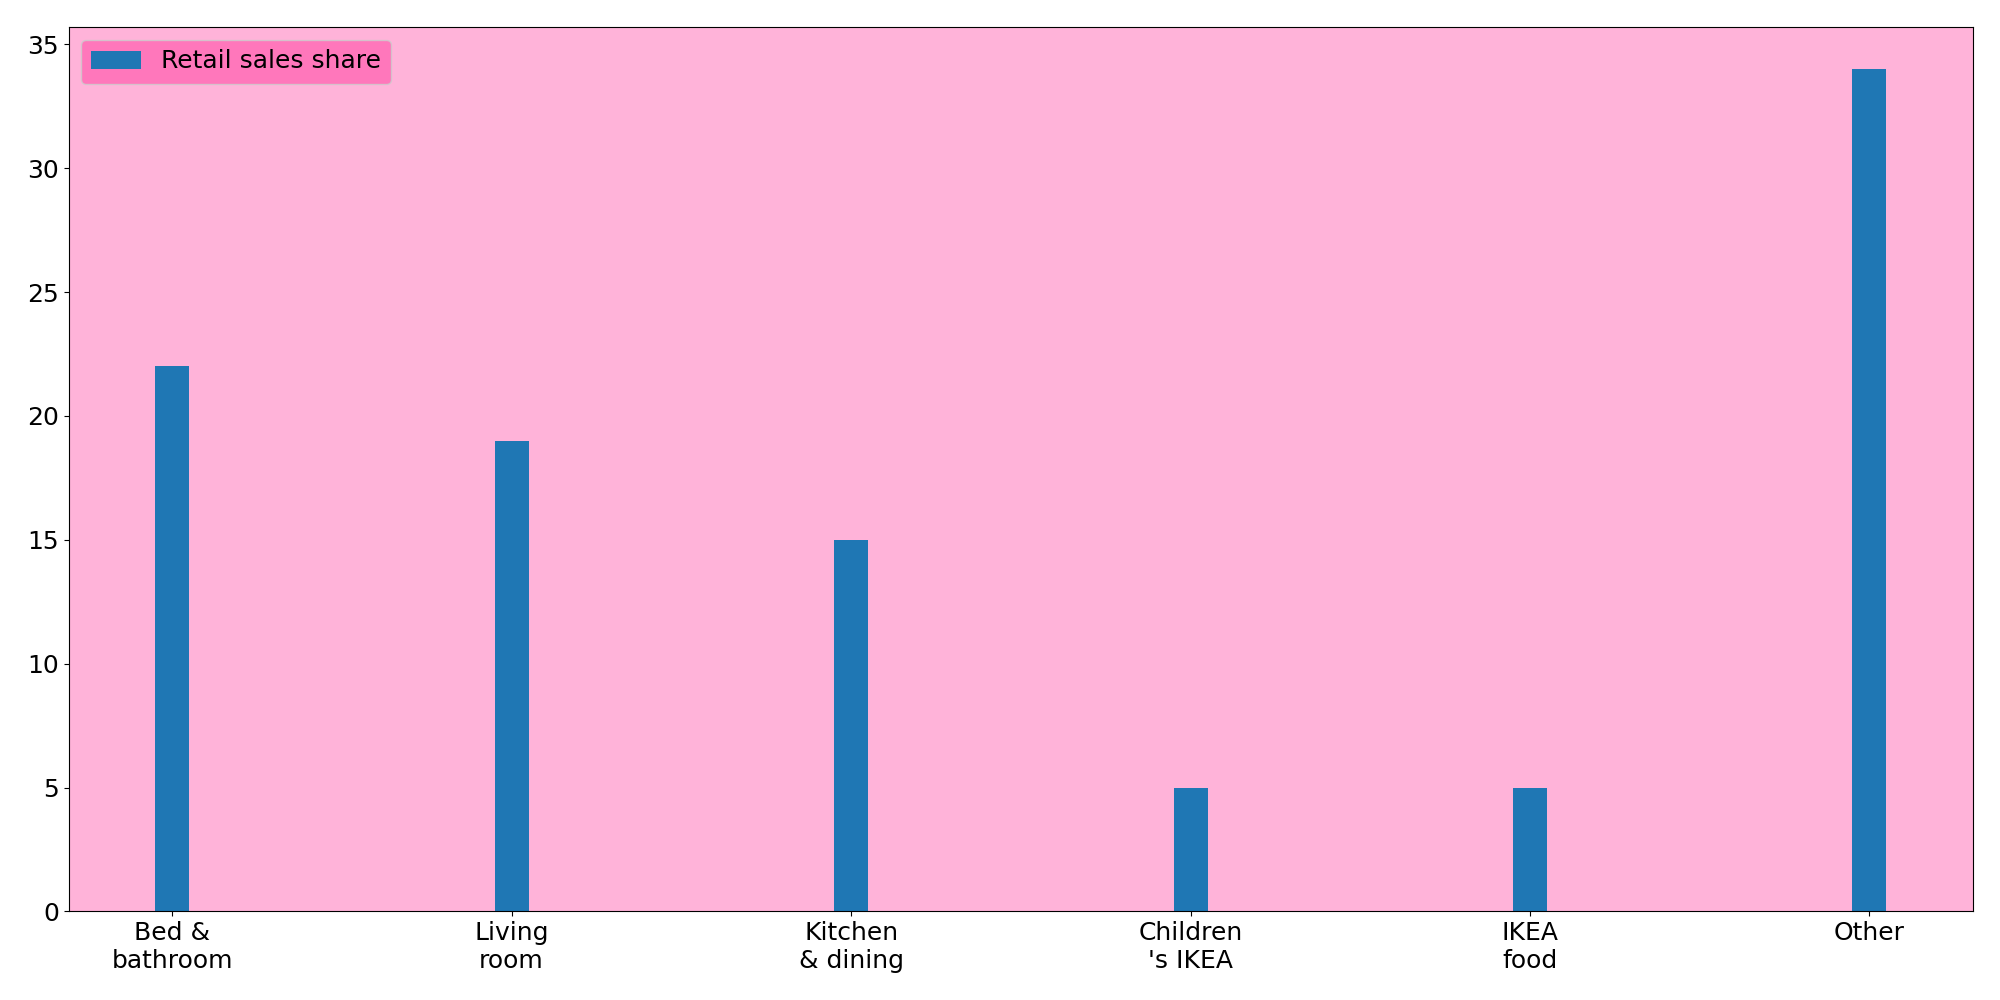 35
Retail sales share
30
25
20
15
10
5
0
Bed &
bathroom
Living
room
Kitchen
& dining
Children
's IKEA
IKEA
food
Other